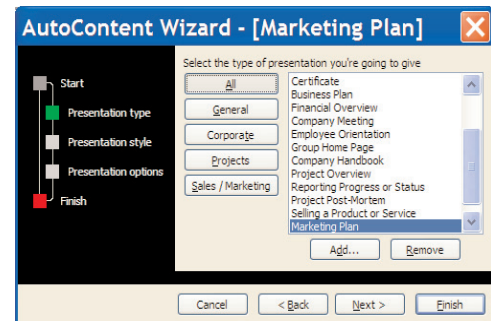 AutoContent Wizard - [Marketing Plan]
Select the type of presentation you're going to give
Start
Presentation type
Presentation style
Presentation options
Finish
All
General
Corporate
Projects
Sales / Marketing
Certificate
Business Plan
Financial Overview
Company Meeting
Employee Orientation
Group Home Page
Company Handbook
Project Overview
Reporting Progress or Status
Project Post-Mortem
Selling a Product or Service
Marketing Plan
Add...
Remove
Cancel
< Back
Next >
Finish